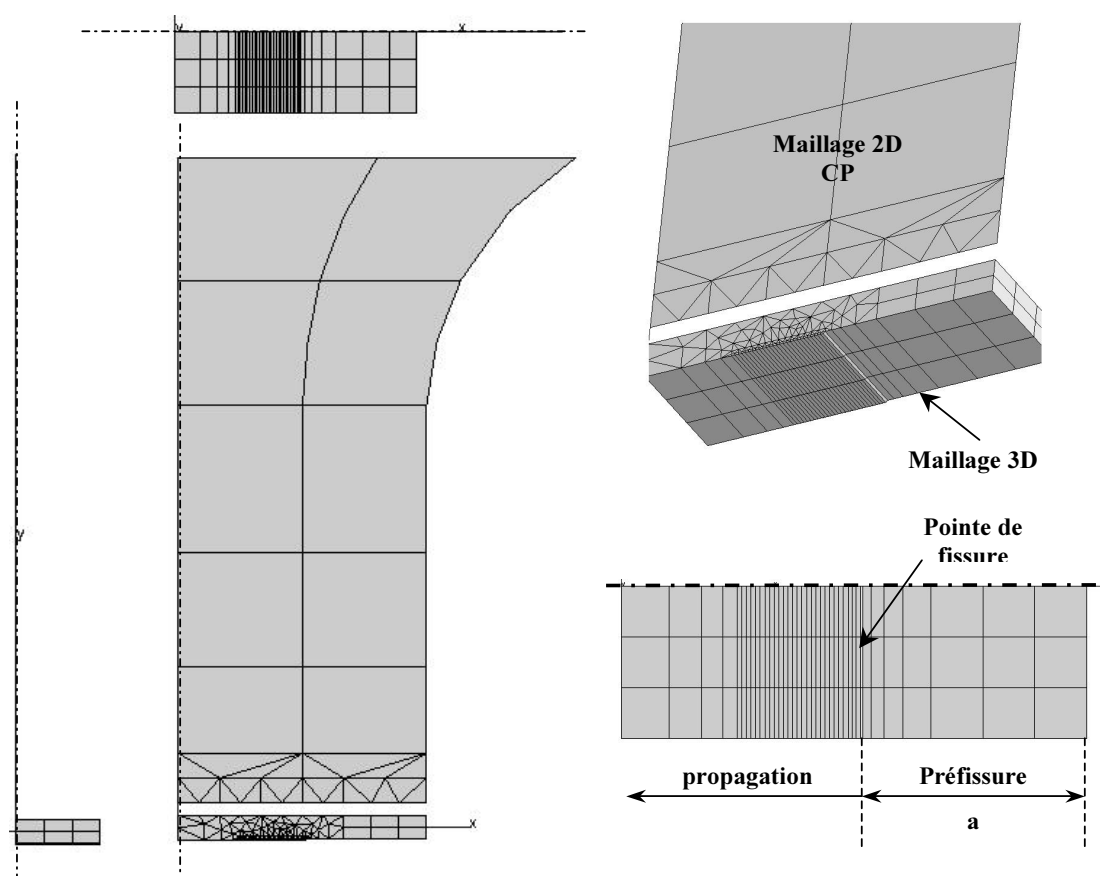 y
x
Maillage 2D
CP
Maillage 3D
y
Pointe de
fissure
propagation
Préfissure
a
x